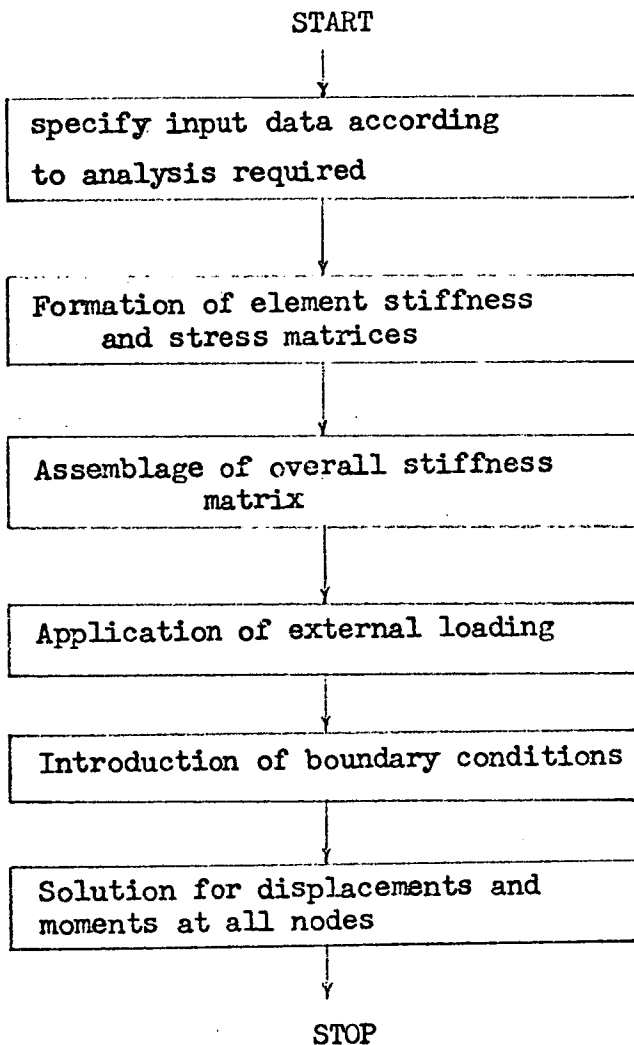 START
specify input data according
to analysis required
Formation of element stiffness
and stress matrices
Assemblage of overall stiffness
matrix
Application of external loading
Introduction of boundary conditions
Solution for displacements and
moments at all nodes
STOP